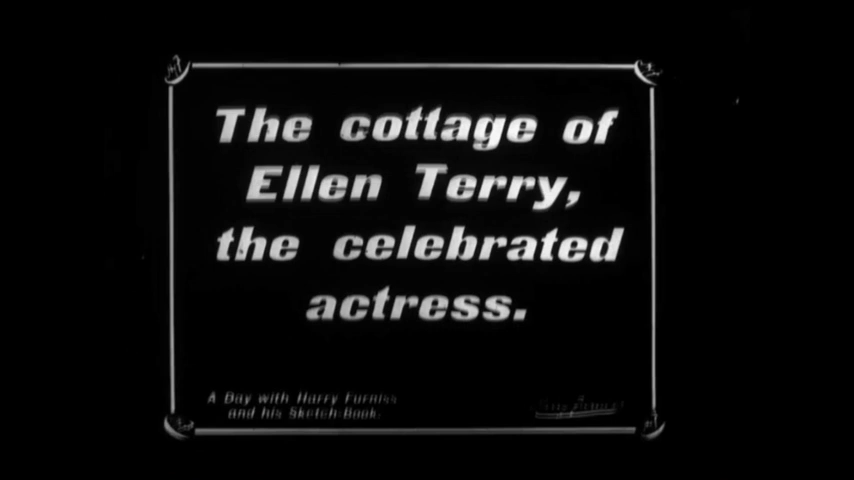 The cottage of
Ellen Terry,
the celebrated
actress.
A Day with Harry Furniss
and his Sketch-Book.